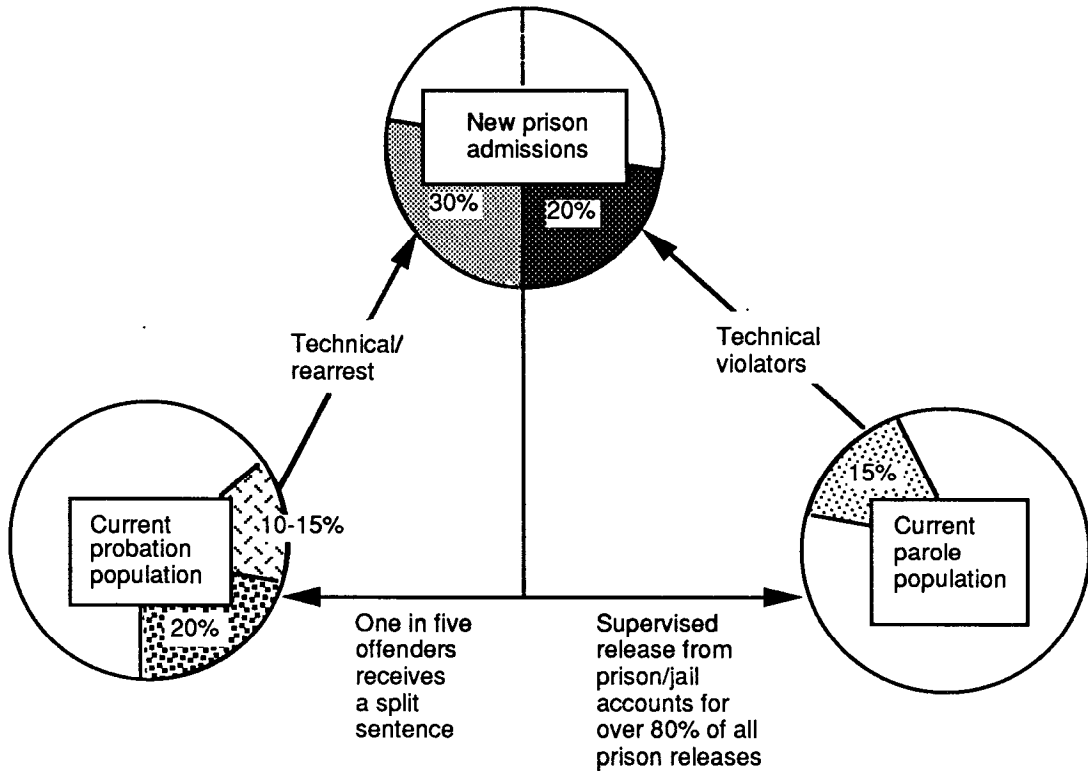 New prison
admissions
30%
20%
Technical/
rearrest
Technical
violators
15%
10-15%
Current
probation
population
Current
parole
population
20%
One in five
offenders
receives
a split
sentence
Supervised
release from
prison/jail
accounts for
over 80% of all
prison releases